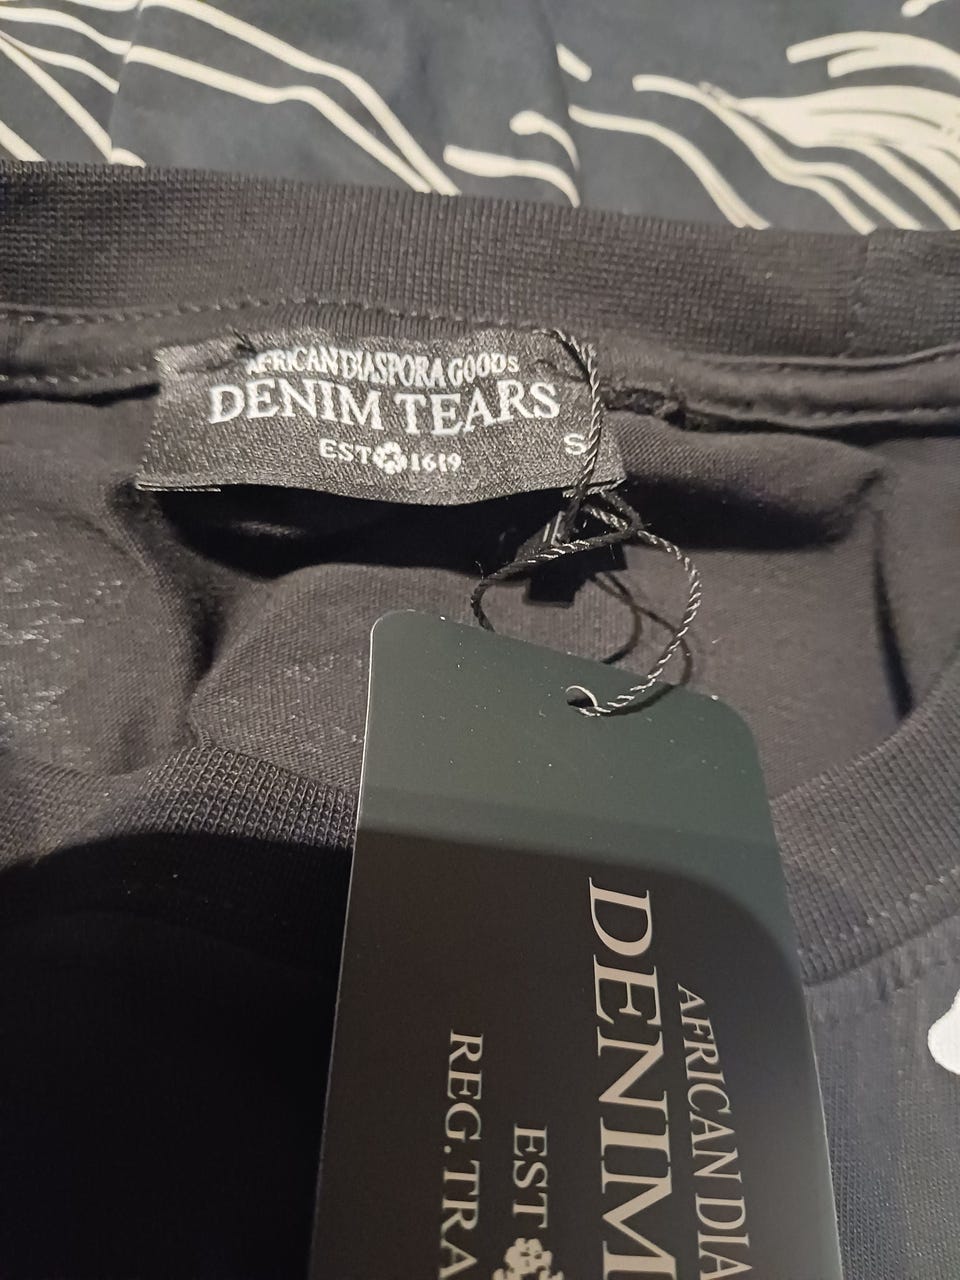 AFRICAN DIASPORA GOODS
DENIM TEARS
EST 1619
S
AFRICAN DIA
DENIM
EST
REG. TRA